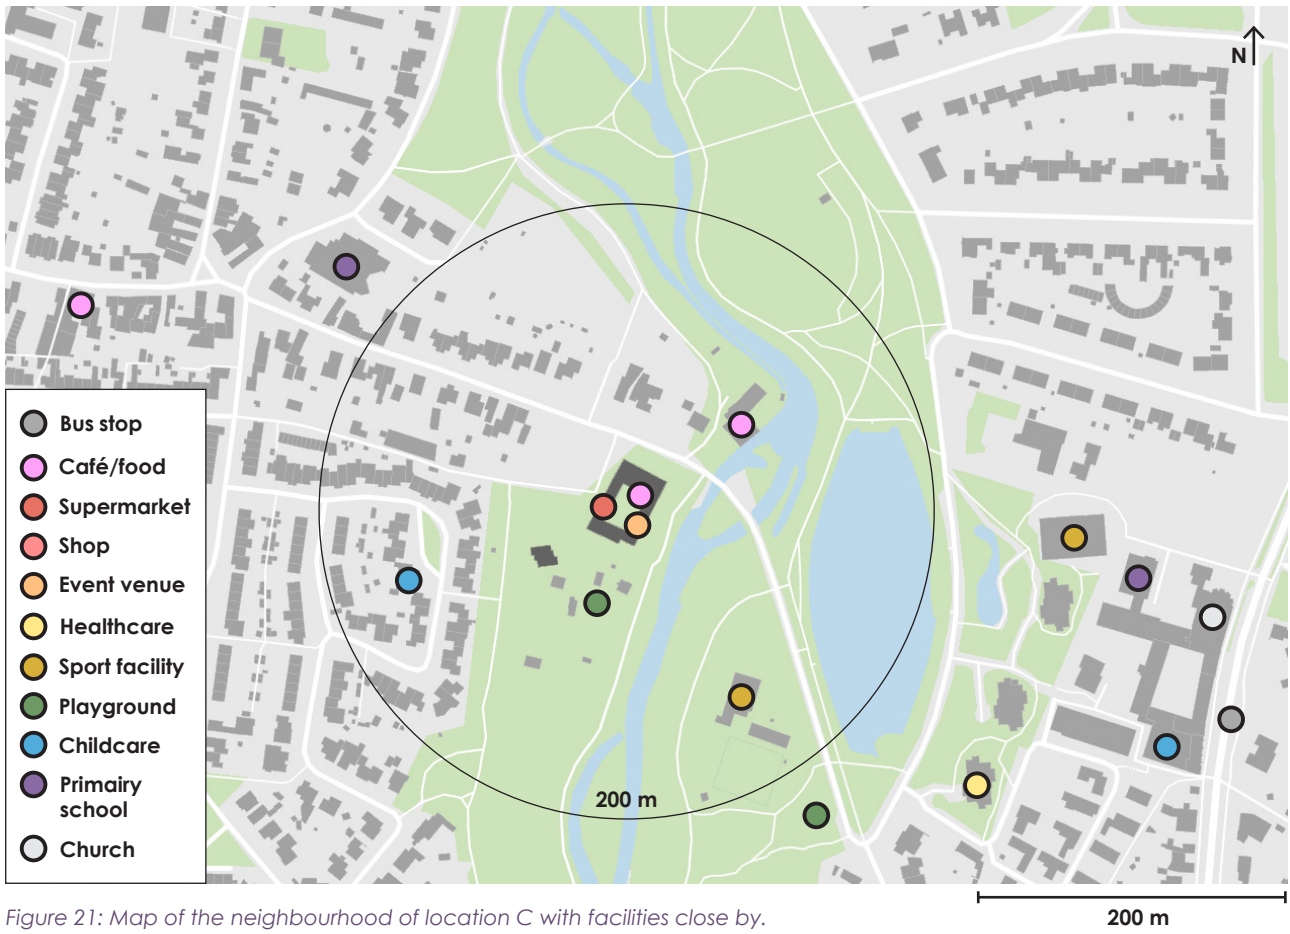 N
Bus stop
Café/food
Supermarket
Shop
Event venue
Healthcare
Sport facility
Playground
Childcare
Primairy
school
Church
200 m
200 m
Figure 21: Map of the neighbourhood of location C with facilities close by.